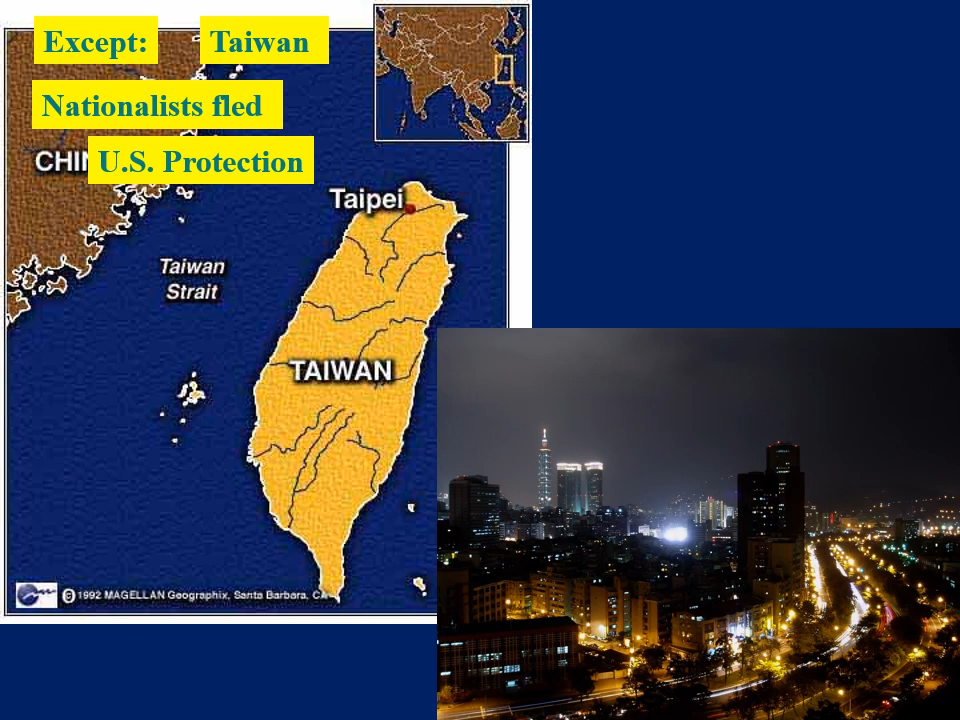 Except: Taiwan
Nationalists fled
U.S. Protection
CHIN
Taipei
Taiwan
Strait
TAIWAN
© 1992 MAGELLAN Geographix, Santa Barbara, CA